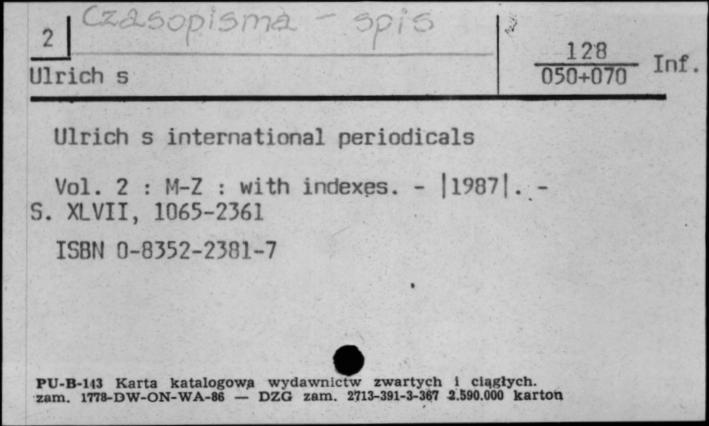 Czasopisma - spis
2
Ulrich s
128
050+070 Inf.
Ulrich s international periodicals
Vol. 2 : M-Z : with indexes. - |1987|. -
S. XLVII, 1065-2361
ISBN 0-8352-2381-7
PU-B-143 Karta katalogowa wydawnictw zwartych i ciągłych.
zam. 1778-DW-ON-WA-86 — DZG zam. 2713-391-3-367 2.590.000 karton